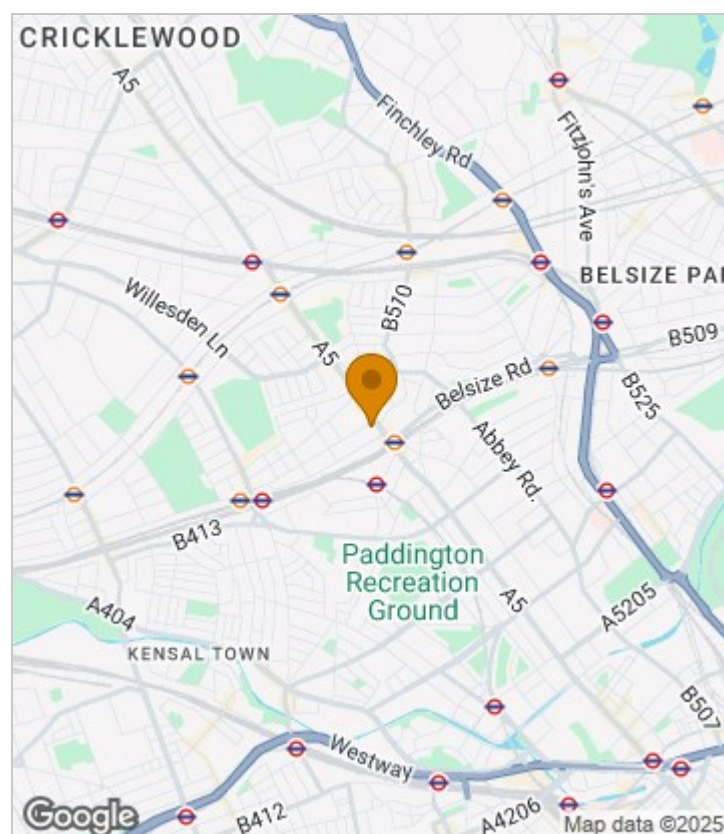 CRICKLEWOOD
A5
Finchley Rd
Fitzjohn's Ave
BELSIZE PAR
Willesden Ln
B570
A5
B509
Belsize Rd
B525
Abbey Rd.
B413
Paddington
Recreation
Ground
A5
A5205
A404
KENSAL TOWN
B507
Westway
B412
A4206
Google
Map data ©2025